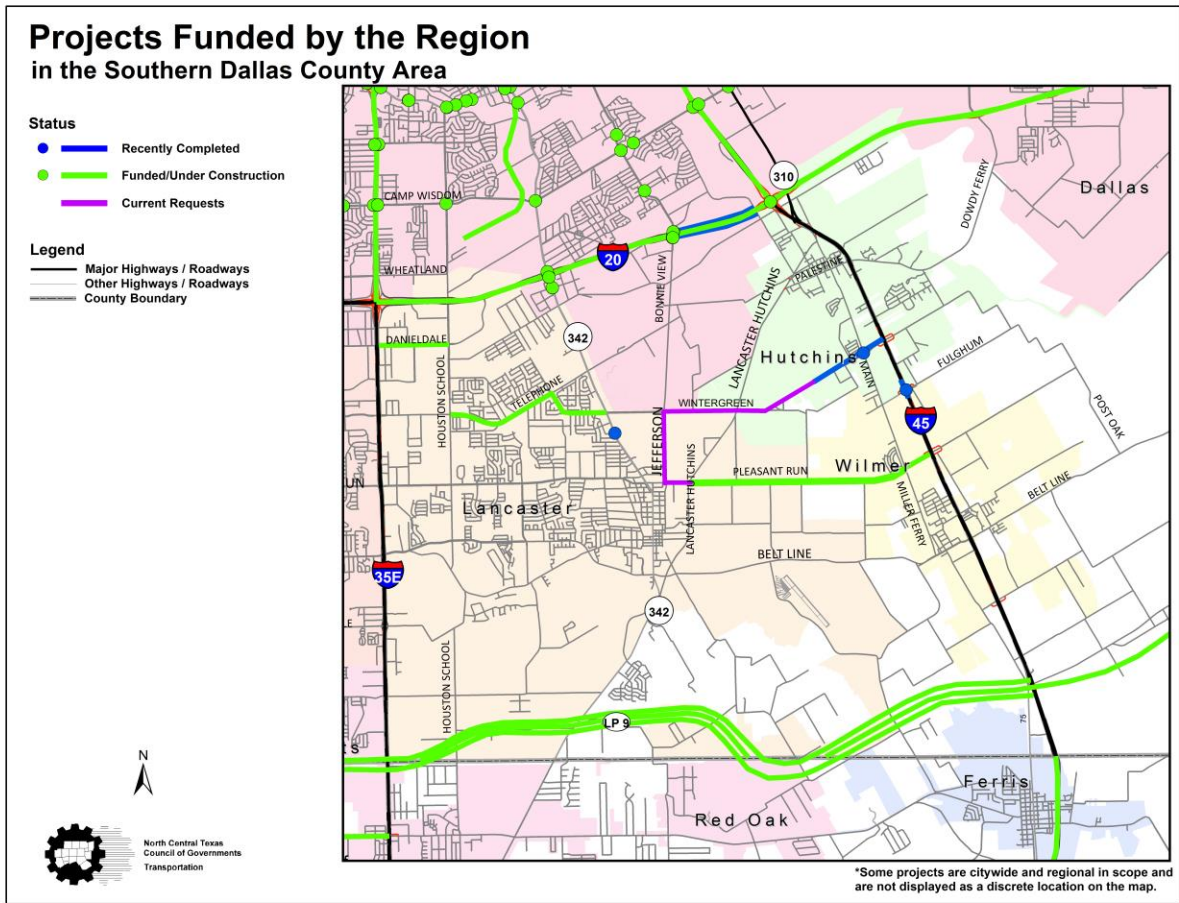 Projects Funded by the Region
in the Southern Dallas County Area
Status
Recently Completed
Funded/Under Construction
Current Requests
Legend
Major Highways / Roadways
Other Highways / Roadways
County Boundary
N
North Central Texas
Council of Governments
Transportation
310
DOWDY FERRY
Dallas
CAMP WISDOM
20
WHEATLAND
BONNIE VIEW
PALESTINE
LANCASTER HUTCHINS
342
DANIELDALE
Hutchins
MAIN
FULGHUM
HOUSTON SCHOOL
TELEPHONE
WINTERGREEN
POST OAK
45
JEFFERSON
Wilmer
PLEASANT RUN
UN
BELT LINE
Lancaster
LANCASTER HUTCHINS
MILLER FERRY
BELT LINE
35E
342
LE
HOUSTON SCHOOL
LP 9
75
Ferris
Red Oak
*Some projects are citywide and regional in scope and
are not displayed as a discrete location on the map.